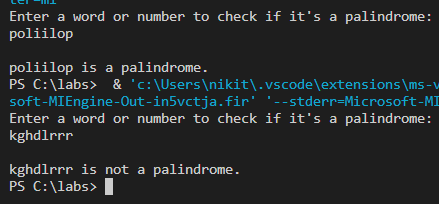 ter=mi
Enter a word or number to check if it's a palindrome:
poliilop
poliilop is a palindrome.
PS C:\labs>  & 'c:\Users\nikit\.vscode\extensions\ms-v
soft-MIEngine-Out-in5vctja.fir' '--stderr=Microsoft-MI
Enter a word or number to check if it's a palindrome:
kghdlrrr
kghdlrrr is not a palindrome.
PS C:\labs>